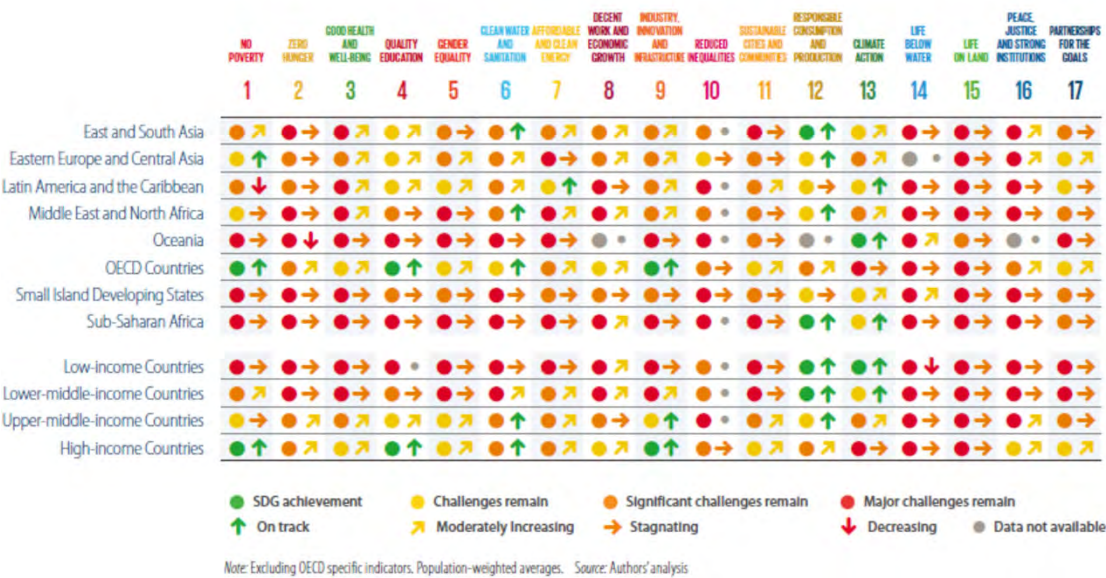 NO POVERTY
ZERO HUNGER
GOOD HEALTH AND WELL-BEING
QUALITY EDUCATION
GENDER EQUALITY
CLEAN WATER AND SANITATION
AFFORDABLE AND CLEAN ENERGY
DECENT WORK AND ECONOMIC GROWTH
INDUSTRY, INNOVATION AND INFRASTRUCTURE
REDUCED INEQUALITIES
SUSTAINABLE CITIES AND COMMUNITIES
RESPONSIBLE CONSUMPTION AND PRODUCTION
CLIMATE ACTION
LIFE BELOW WATER
LIFE ON LAND
PEACE, JUSTICE AND STRONG INSTITUTIONS
PARTNERSHIPS FOR THE GOALS
1 2 3 4 5 6 7 8 9 10 11 12 13 14 15 16 17
East and South Asia
Eastern Europe and Central Asia
Latin America and the Caribbean
Middle East and North Africa
Oceania
OECD Countries
Small Island Developing States
Sub-Saharan Africa
Low-income Countries
Lower-middle-income Countries
Upper-middle-income Countries
High-income Countries
SDG achievement Challenges remain Significant challenges remain Major challenges remain
On track Moderately Increasing Stagnating Decreasing Data not available
Note: Excluding OECD specific indicators. Population-weighted averages. Source: Authors' analysis